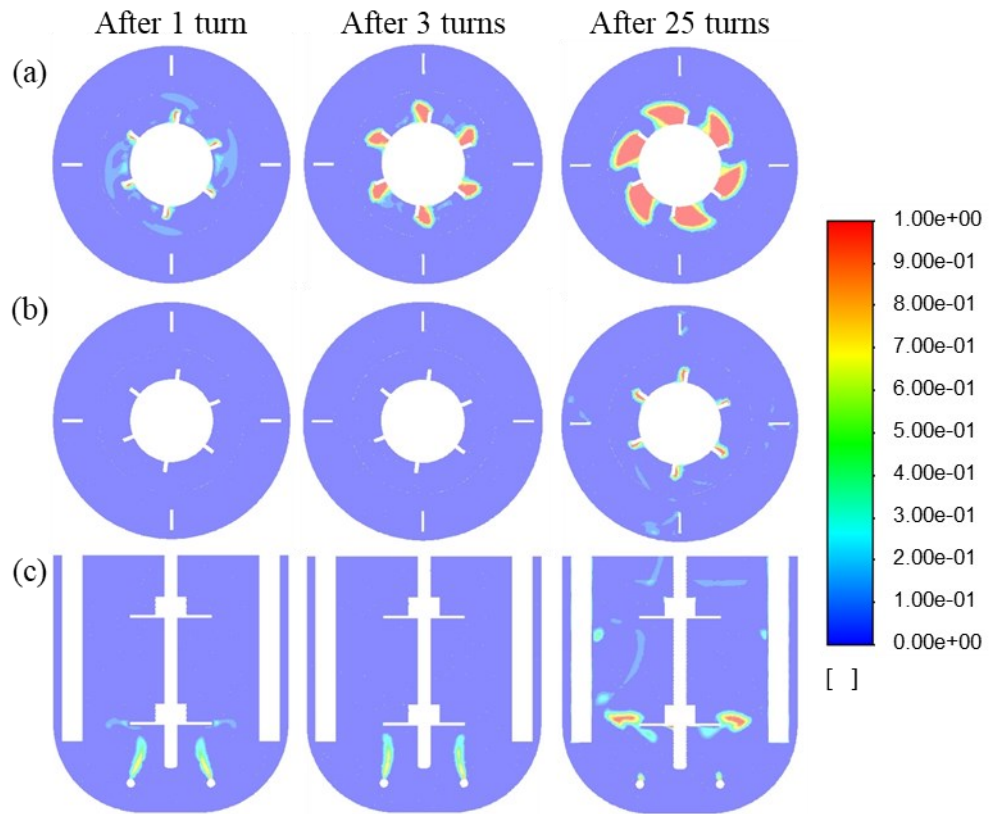 After 1 turn After 3 turns After 25 turns
(a)
(b)
(c)
1.00e+00
9.00e-01
8.00e-01
7.00e-01
6.00e-01
5.00e-01
4.00e-01
3.00e-01
2.00e-01
1.00e-01
0.00e+00
[ ]